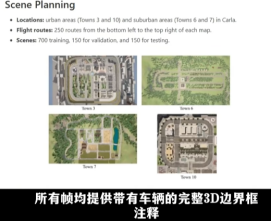 Scene Planning
• Locations: urban areas (Towns 3 and 10) and suburban areas (Towns 6 and 7) in Carla.
• Flight routes: 250 routes from the bottom left to the top right of each map.
• Scenes: 700 training, 150 for validation, and 150 for testing.
Town 3
Town 6
Town 7
Town 10
所有帧均提供带有车辆的完整3D边界框
注释